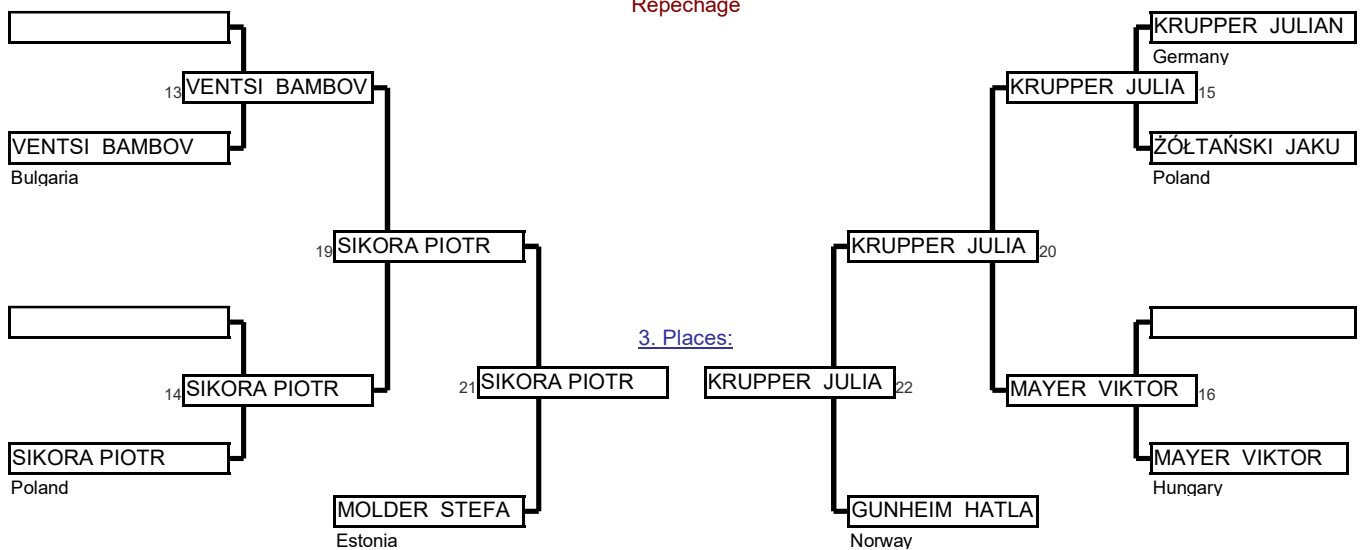 Repechage
KRUPPER JULIAN
Germany
13 VENTSI BAMBOV
KRUPPER JULIA 15
VENTSI BAMBOV
Bulgaria
ŻÓŁTAŃSKI JAKU
Poland
19 SIKORA PIOTR
KRUPPER JULIA 20
3. Places:
14 SIKORA PIOTR
21 SIKORA PIOTR
KRUPPER JULIA 22
MAYER VIKTOR 16
SIKORA PIOTR
Poland
MAYER VIKTOR
Hungary
MOLDER STEFA
Estonia
GUNHEIM HATLA
Norway